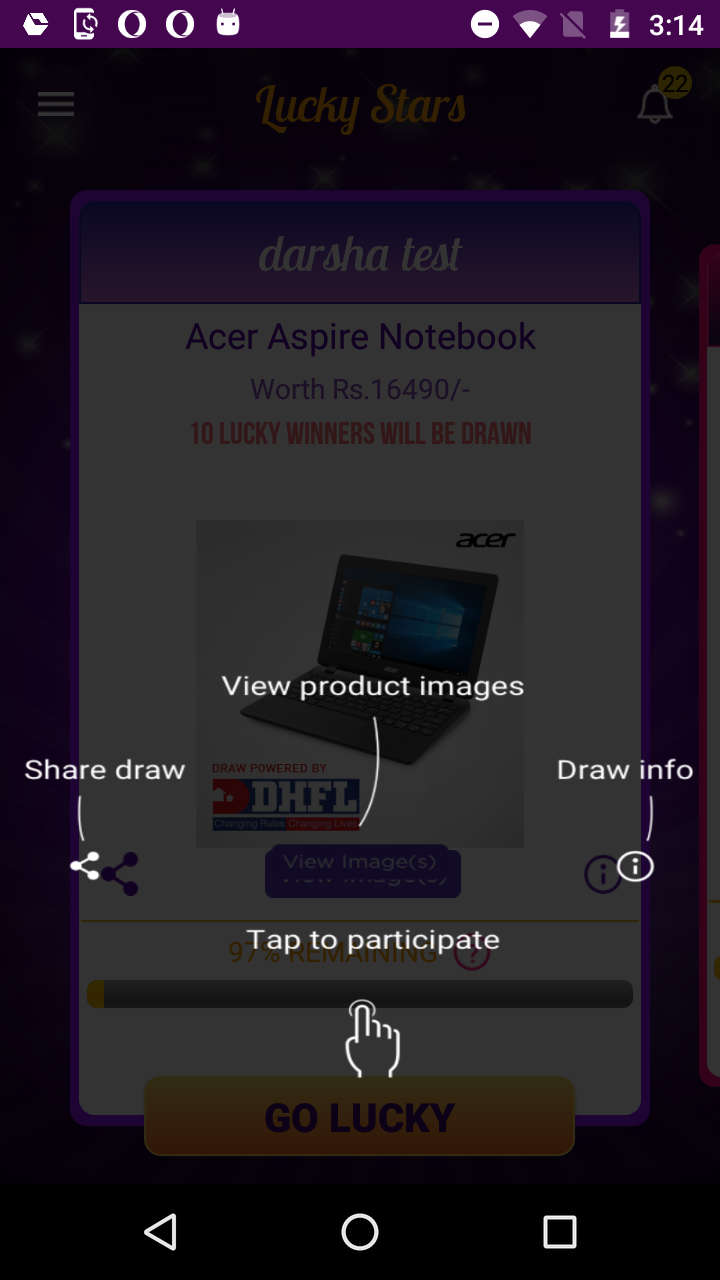 3:14
Lucky Stars
22
darsha test
Acer Aspire Notebook
Worth Rs.16490/-
10 LUCKY WINNERS WILL BE DRAWN
acer
View product images
Share draw
Draw info
DRAW POWERED BY
DHFL
Changing Rules Changing Lives
View Image(s)
View Image(s)
Tap to participate
97% REMAINING ?
GO LUCKY